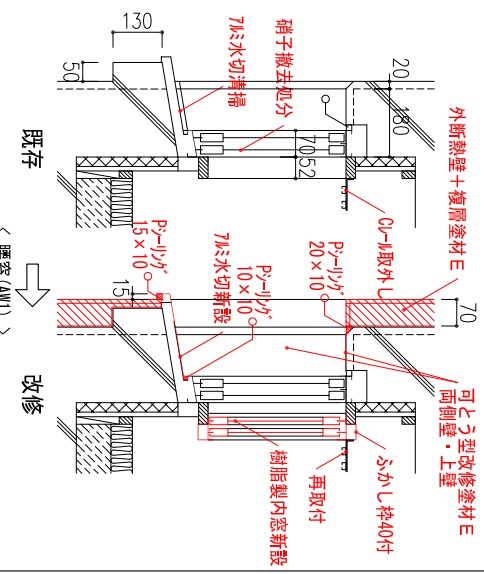 130
50
20
180
70
52
硝子撤去処分
アルミ水切清掃
Cレール取外し
既存
外断熱壁+複層塗材E
70
可とう型改修塗材E
両側壁・上壁
Pシーリング
20×10
Pシーリング
10×10
アルミ水切新設
Pシーリング
15×10
15
ふかし枠40付
再取付
樹脂製内窓新設
改修
< 腰窓(AW1) >